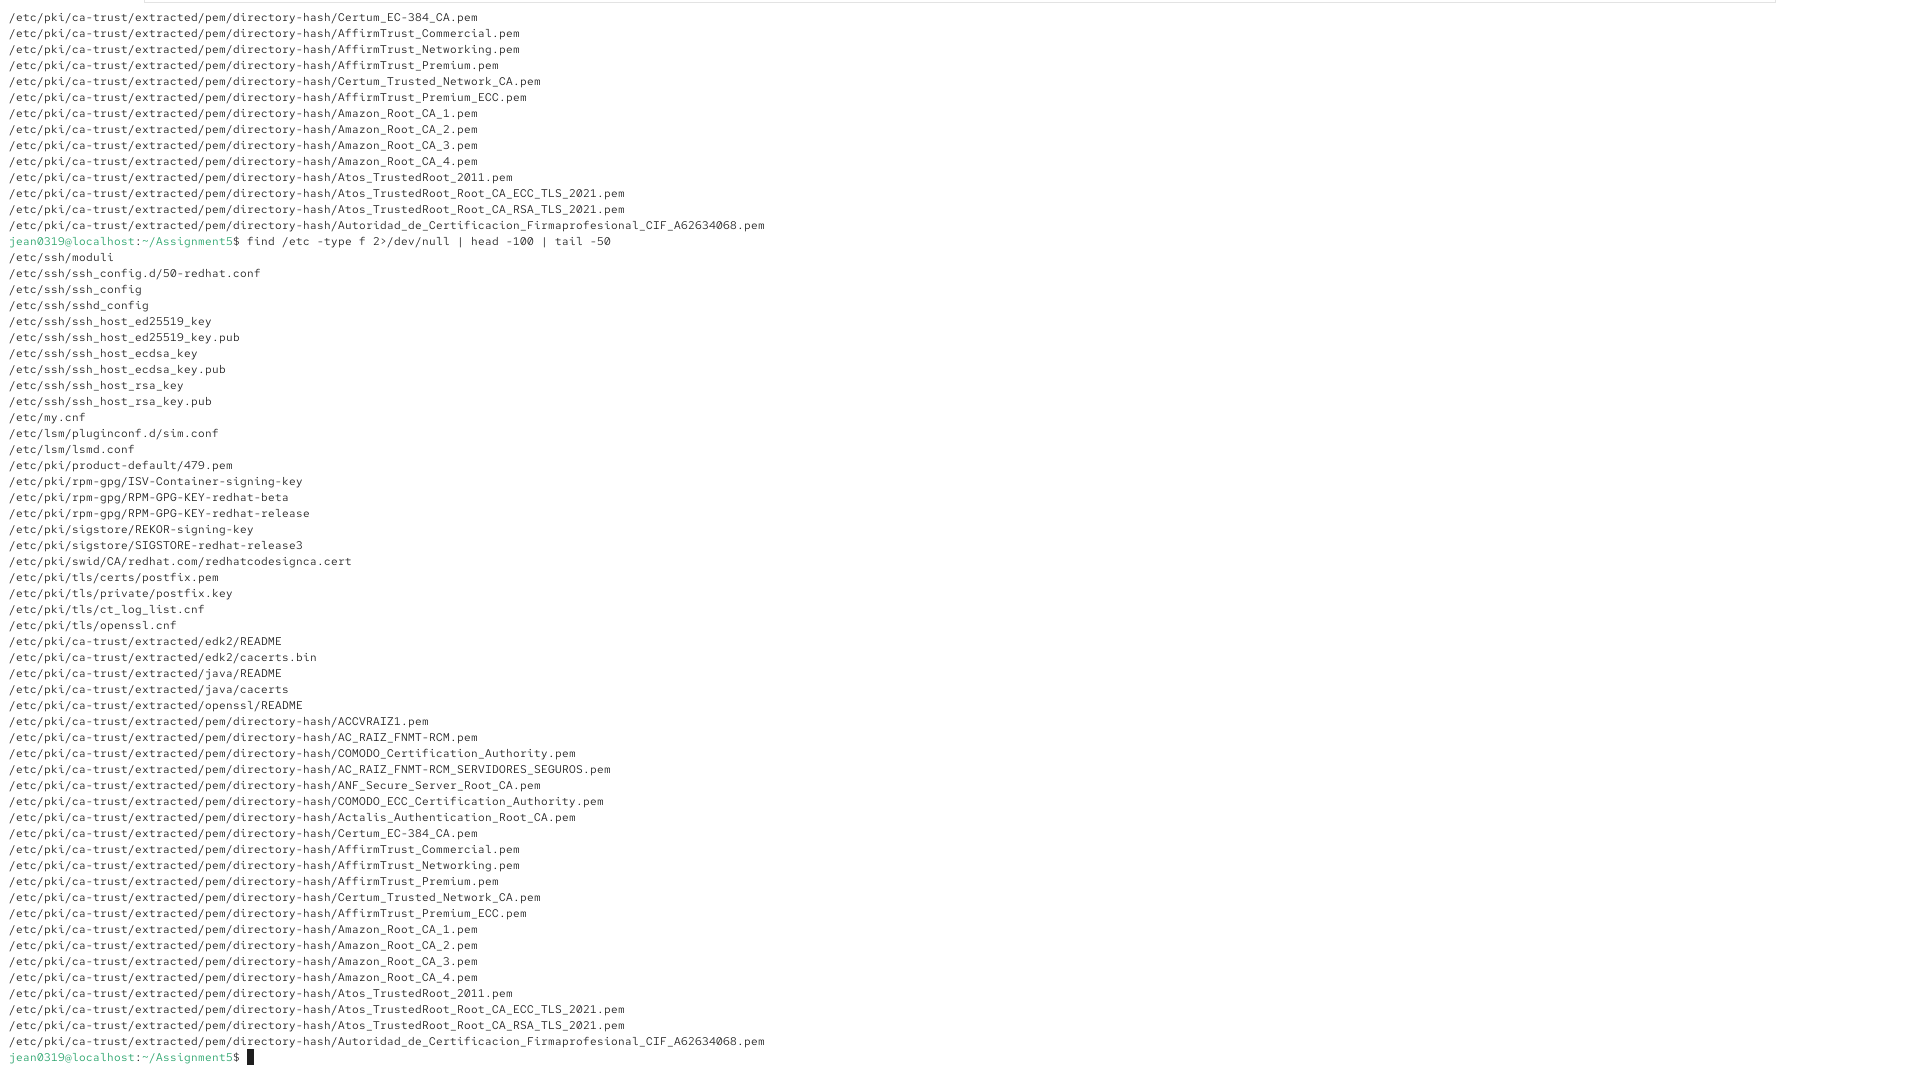 /etc/pki/ca-trust/extracted/pem/directory-hash/Certum_EC-384_CA.pem
/etc/pki/ca-trust/extracted/pem/directory-hash/AffirmTrust_Commercial.pem
/etc/pki/ca-trust/extracted/pem/directory-hash/AffirmTrust_Networking.pem
/etc/pki/ca-trust/extracted/pem/directory-hash/AffirmTrust_Premium.pem
/etc/pki/ca-trust/extracted/pem/directory-hash/Certum_Trusted_Network_CA.pem
/etc/pki/ca-trust/extracted/pem/directory-hash/AffirmTrust_Premium_ECC.pem
/etc/pki/ca-trust/extracted/pem/directory-hash/Amazon_Root_CA_1.pem
/etc/pki/ca-trust/extracted/pem/directory-hash/Amazon_Root_CA_2.pem
/etc/pki/ca-trust/extracted/pem/directory-hash/Amazon_Root_CA_3.pem
/etc/pki/ca-trust/extracted/pem/directory-hash/Amazon_Root_CA_4.pem
/etc/pki/ca-trust/extracted/pem/directory-hash/Atos_TrustedRoot_2011.pem
/etc/pki/ca-trust/extracted/pem/directory-hash/Atos_TrustedRoot_Root_CA_ECC_TLS_2021.pem
/etc/pki/ca-trust/extracted/pem/directory-hash/Atos_TrustedRoot_Root_CA_RSA_TLS_2021.pem
/etc/pki/ca-trust/extracted/pem/directory-hash/Autoridad_de_Certificacion_Firmaprofesional_CIF_A62634068.pem
jean0319@localhost:~/Assignment5$ find /etc -type f 2>/dev/null | head -100 | tail -50
/etc/ssh/moduli
/etc/ssh/ssh_config.d/50-redhat.conf
/etc/ssh/ssh_config
/etc/ssh/sshd_config
/etc/ssh/ssh_host_ed25519_key
/etc/ssh/ssh_host_ed25519_key.pub
/etc/ssh/ssh_host_ecdsa_key
/etc/ssh/ssh_host_ecdsa_key.pub
/etc/ssh/ssh_host_rsa_key
/etc/ssh/ssh_host_rsa_key.pub
/etc/my.cnf
/etc/lsm/pluginconf.d/sim.conf
/etc/lsm/lsmd.conf
/etc/pki/product-default/479.pem
/etc/pki/rpm-gpg/ISV-Container-signing-key
/etc/pki/rpm-gpg/RPM-GPG-KEY-redhat-beta
/etc/pki/rpm-gpg/RPM-GPG-KEY-redhat-release
/etc/pki/sigstore/REKOR-signing-key
/etc/pki/sigstore/SIGSTORE-redhat-release3
/etc/pki/swid/CA/redhat.com/redhatcodesignca.cert
/etc/pki/tls/certs/postfix.pem
/etc/pki/tls/private/postfix.key
/etc/pki/tls/ct_log_list.cnf
/etc/pki/tls/openssl.cnf
/etc/pki/ca-trust/extracted/edk2/README
/etc/pki/ca-trust/extracted/edk2/cacerts.bin
/etc/pki/ca-trust/extracted/java/README
/etc/pki/ca-trust/extracted/java/cacerts
/etc/pki/ca-trust/extracted/openssl/README
/etc/pki/ca-trust/extracted/pem/directory-hash/ACCVRAIZ1.pem
/etc/pki/ca-trust/extracted/pem/directory-hash/AC_RAIZ_FNMT-RCM.pem
/etc/pki/ca-trust/extracted/pem/directory-hash/COMODO_Certification_Authority.pem
/etc/pki/ca-trust/extracted/pem/directory-hash/AC_RAIZ_FNMT-RCM_SERVIDORES_SEGUROS.pem
/etc/pki/ca-trust/extracted/pem/directory-hash/ANF_Secure_Server_Root_CA.pem
/etc/pki/ca-trust/extracted/pem/directory-hash/COMODO_ECC_Certification_Authority.pem
/etc/pki/ca-trust/extracted/pem/directory-hash/Actalis_Authentication_Root_CA.pem
/etc/pki/ca-trust/extracted/pem/directory-hash/Certum_EC-384_CA.pem
/etc/pki/ca-trust/extracted/pem/directory-hash/AffirmTrust_Commercial.pem
/etc/pki/ca-trust/extracted/pem/directory-hash/AffirmTrust_Networking.pem
/etc/pki/ca-trust/extracted/pem/directory-hash/AffirmTrust_Premium.pem
/etc/pki/ca-trust/extracted/pem/directory-hash/Certum_Trusted_Network_CA.pem
/etc/pki/ca-trust/extracted/pem/directory-hash/AffirmTrust_Premium_ECC.pem
/etc/pki/ca-trust/extracted/pem/directory-hash/Amazon_Root_CA_1.pem
/etc/pki/ca-trust/extracted/pem/directory-hash/Amazon_Root_CA_2.pem
/etc/pki/ca-trust/extracted/pem/directory-hash/Amazon_Root_CA_3.pem
/etc/pki/ca-trust/extracted/pem/directory-hash/Amazon_Root_CA_4.pem
/etc/pki/ca-trust/extracted/pem/directory-hash/Atos_TrustedRoot_2011.pem
/etc/pki/ca-trust/extracted/pem/directory-hash/Atos_TrustedRoot_Root_CA_ECC_TLS_2021.pem
/etc/pki/ca-trust/extracted/pem/directory-hash/Atos_TrustedRoot_Root_CA_RSA_TLS_2021.pem
/etc/pki/ca-trust/extracted/pem/directory-hash/Autoridad_de_Certificacion_Firmaprofesional_CIF_A62634068.pem
jean0319@localhost:~/Assignment5$